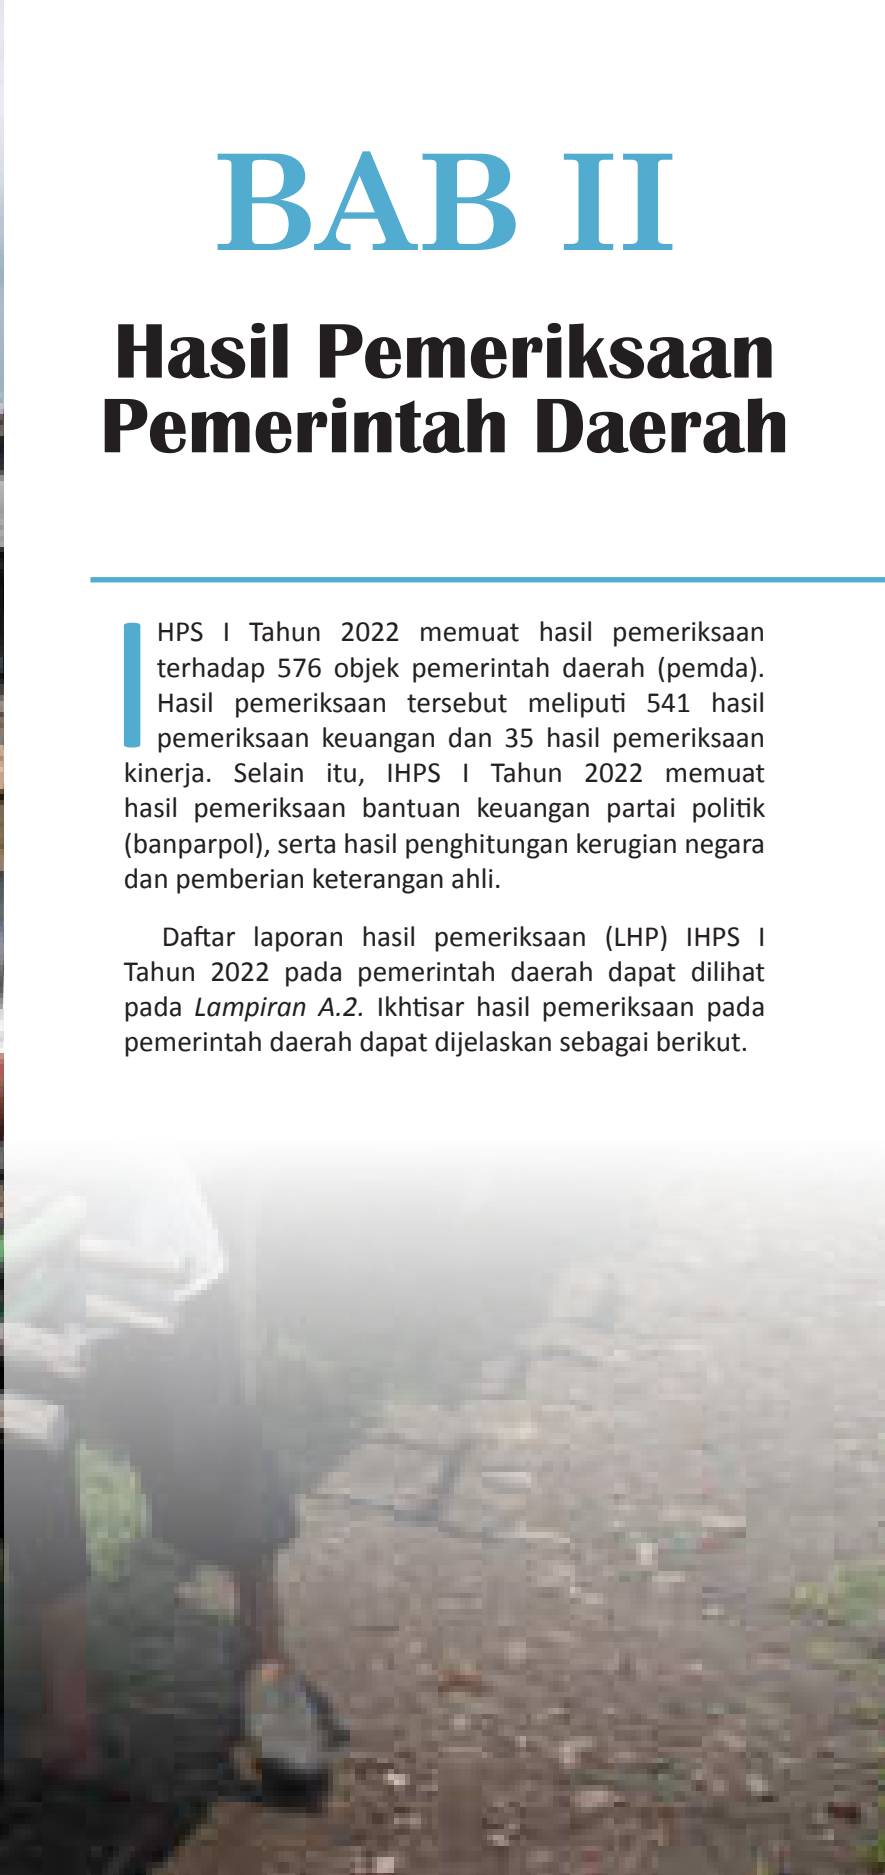 BAB II
Hasil Pemeriksaan
Pemerintah Daerah
IHPS I Tahun 2022 memuat hasil pemeriksaan
terhadap 576 objek pemerintah daerah (pemda).
Hasil pemeriksaan tersebut meliputi 541 hasil
pemeriksaan keuangan dan 35 hasil pemeriksaan
kinerja. Selain itu, IHPS I Tahun 2022 memuat
hasil pemeriksaan bantuan keuangan partai politik
(banparpol), serta hasil penghitungan kerugian negara
dan pemberian keterangan ahli.
Daftar laporan hasil pemeriksaan (LHP) IHPS I
Tahun 2022 pada pemerintah daerah dapat dilihat
pada Lampiran A.2. Ikhtisar hasil pemeriksaan pada
pemerintah daerah dapat dijelaskan sebagai berikut.